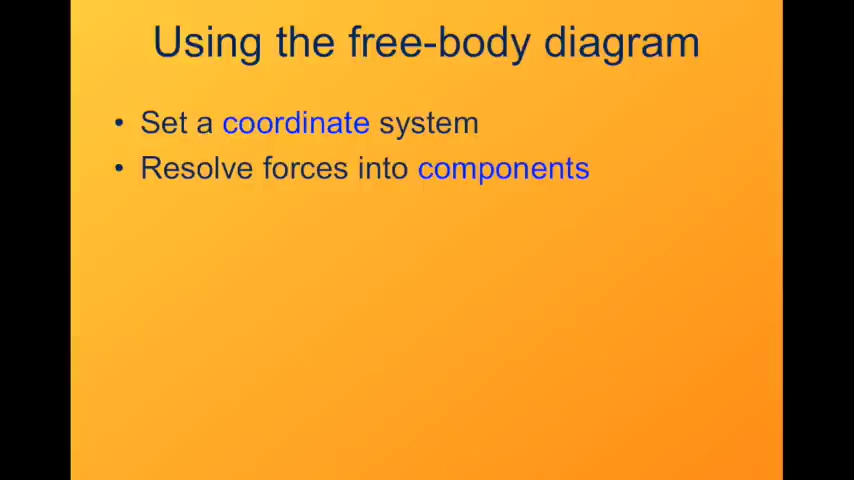 Using the free-body diagram
• Set a coordinate system
• Resolve forces into components